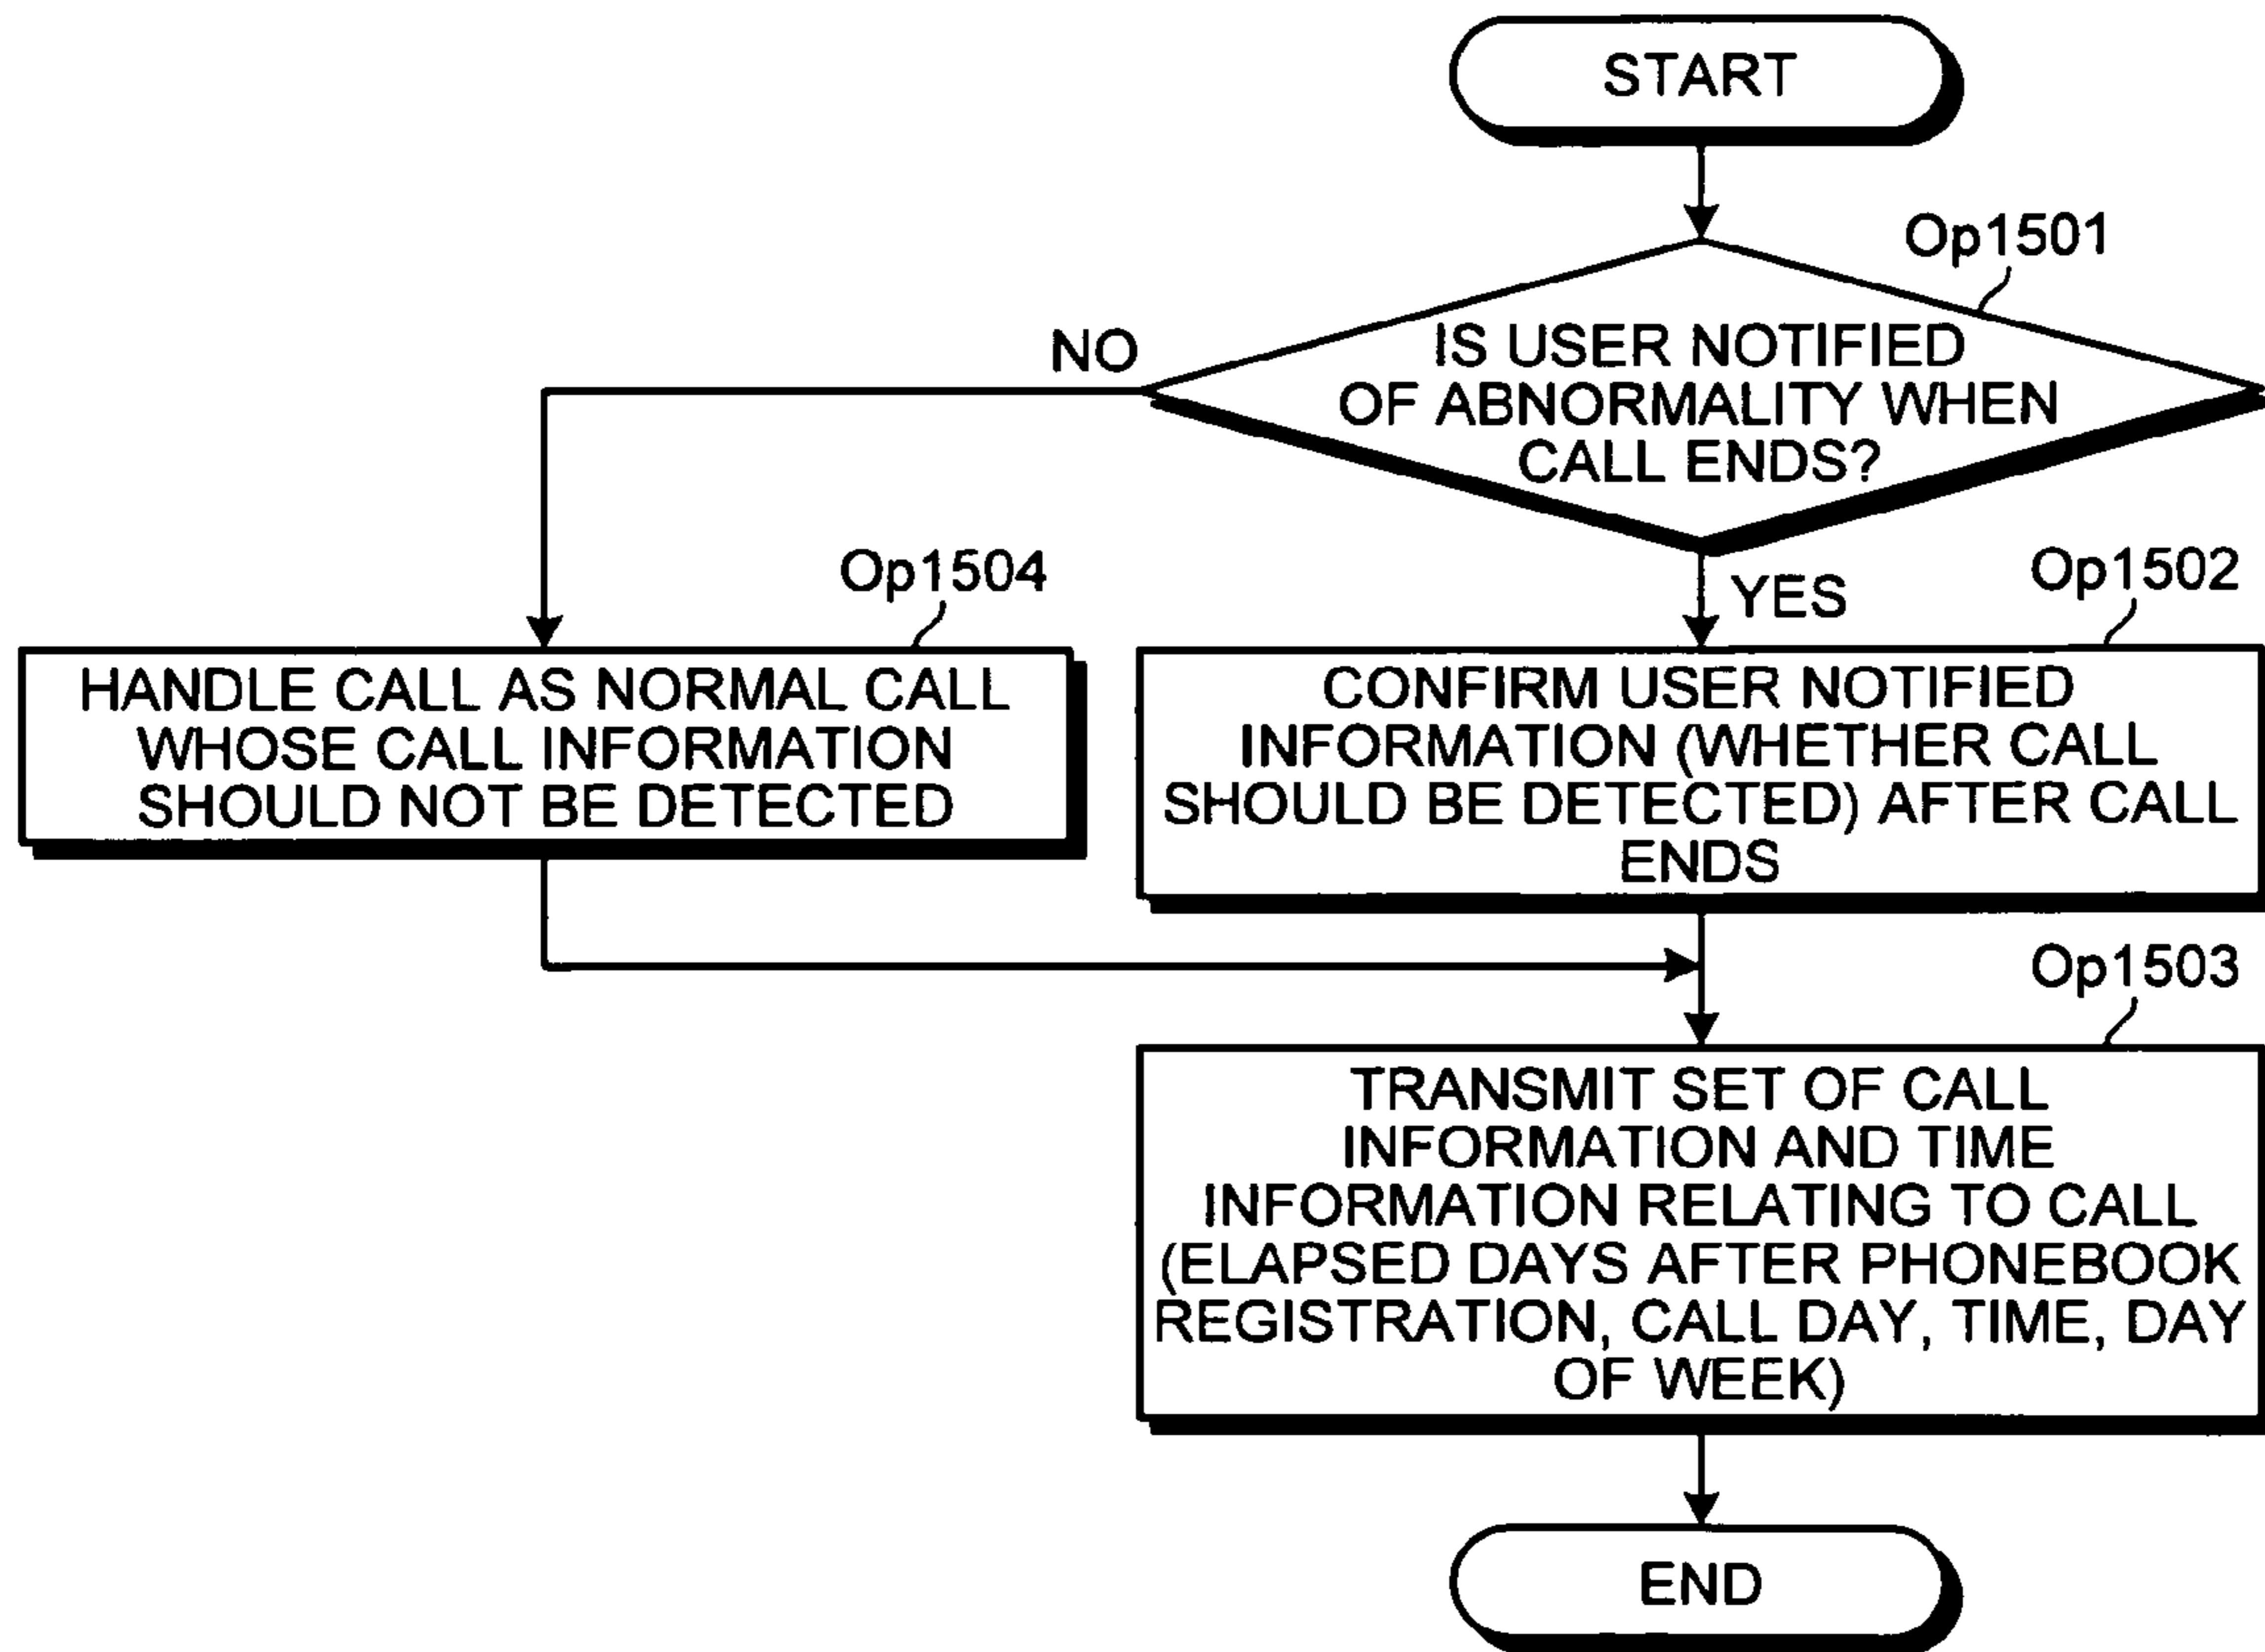 START
Op1501
IS USER NOTIFIED
OF ABNORMALITY WHEN
CALL ENDS?
NO
YES
Op1504
HANDLE CALL AS NORMAL CALL
WHOSE CALL INFORMATION
SHOULD NOT BE DETECTED
Op1502
CONFIRM USER NOTIFIED
INFORMATION (WHETHER CALL
SHOULD BE DETECTED) AFTER CALL
ENDS
Op1503
TRANSMIT SET OF CALL
INFORMATION AND TIME
INFORMATION RELATING TO CALL
(ELAPSED DAYS AFTER PHONEBOOK
REGISTRATION, CALL DAY, TIME, DAY
OF WEEK)
END